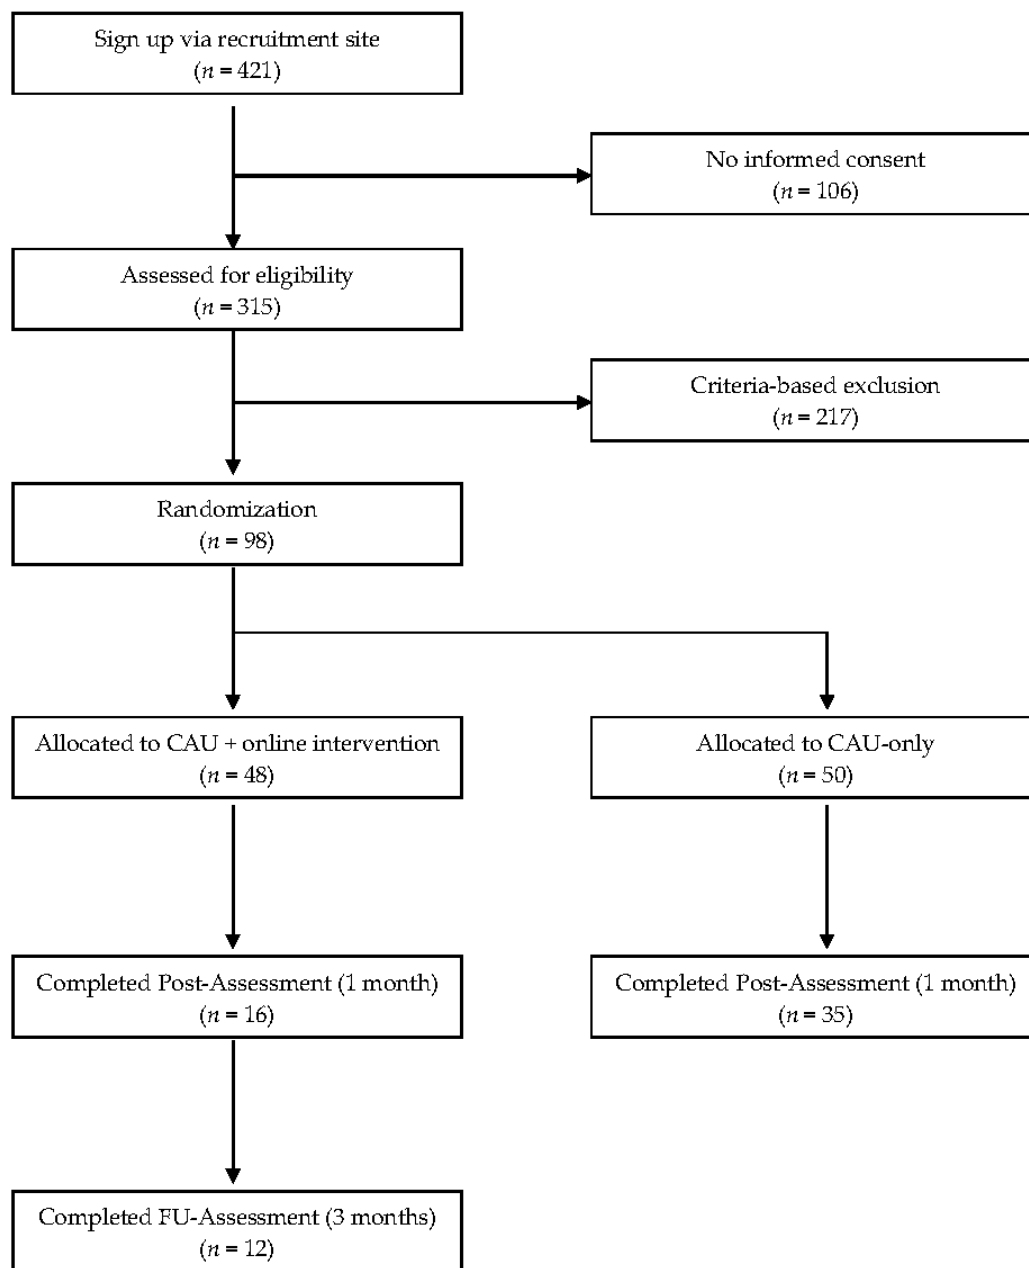 Sign up via recruitment site
(n = 421)
No informed consent
(n = 106)
Assessed for eligibility
(n = 315)
Criteria-based exclusion
(n = 217)
Randomization
(n = 98)
Allocated to CAU + online intervention
(n = 48)
Allocated to CAU-only
(n = 50)
Completed Post-Assessment (1 month)
(n = 16)
Completed Post-Assessment (1 month)
(n = 35)
Completed FU-Assessment (3 months)
(n = 12)